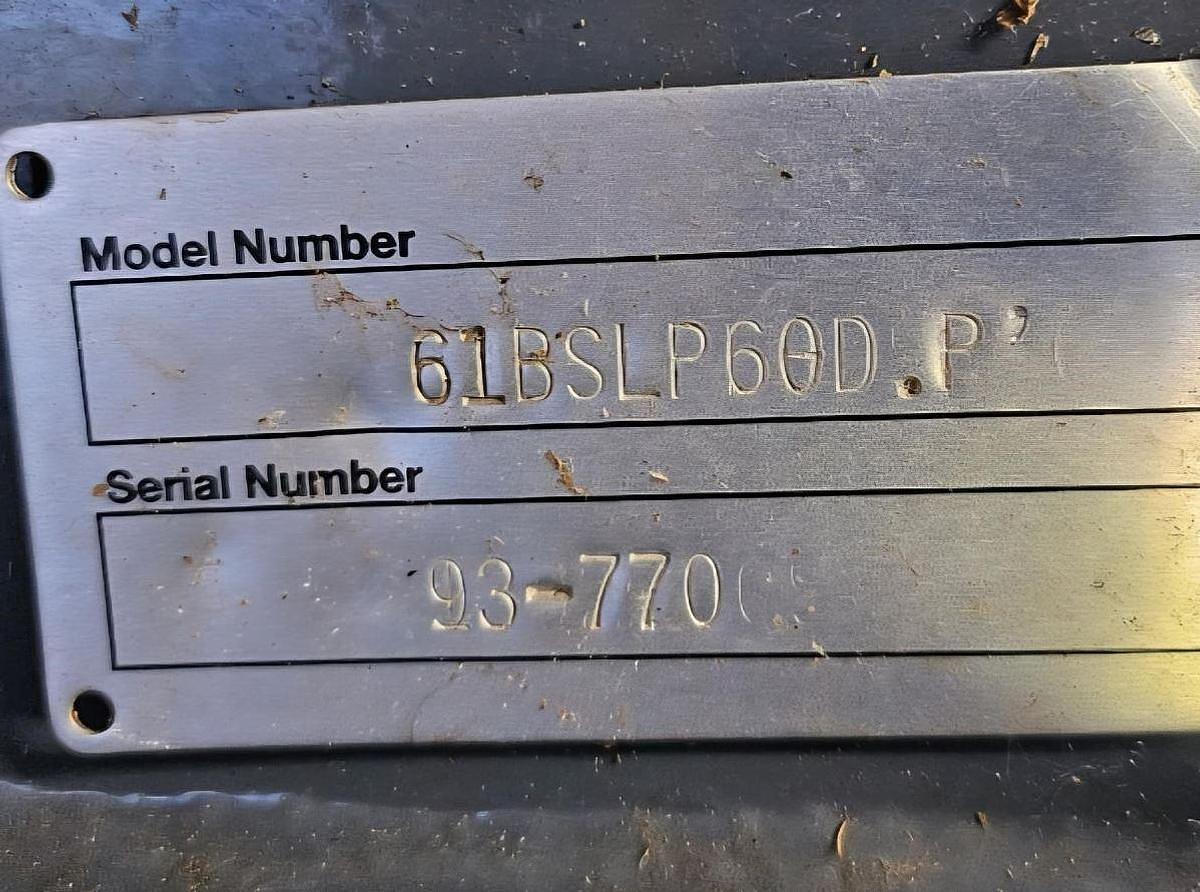 Model Number
61BSLP60D.P
Serial Number
93-770